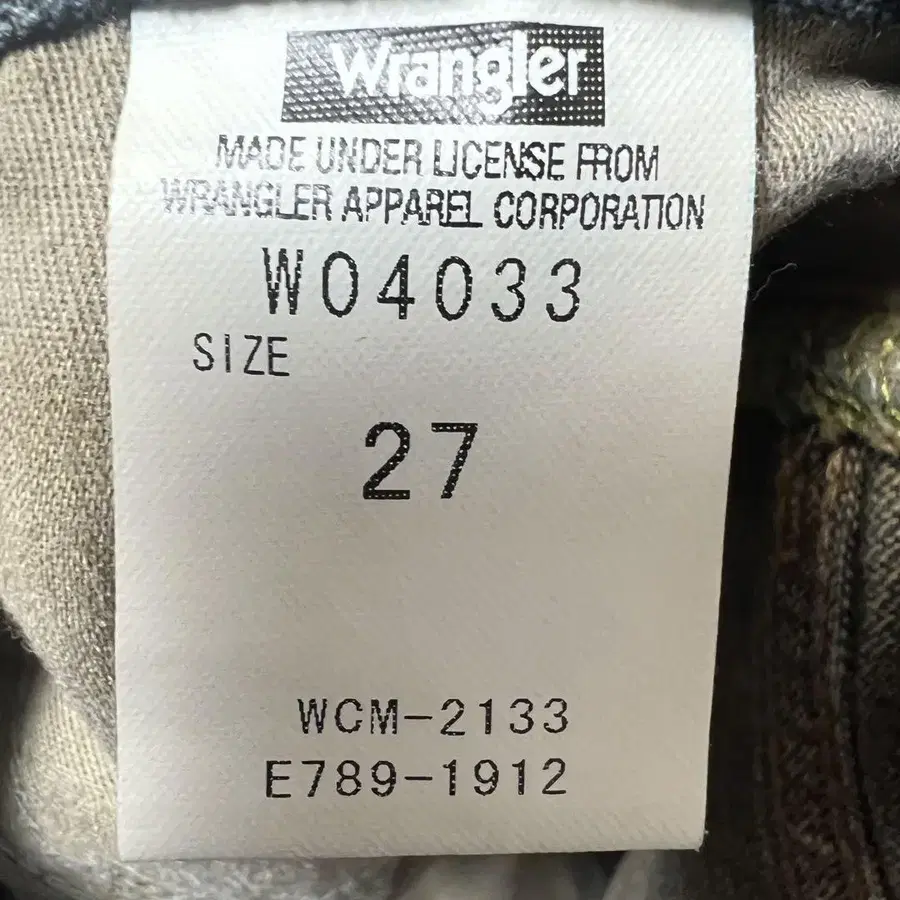 Wrangler
MADE UNDER LICENSE FROM
WRANGLER APPAREL CORPORATION
W04033
SIZE
27
WCM-2133
E789-1912